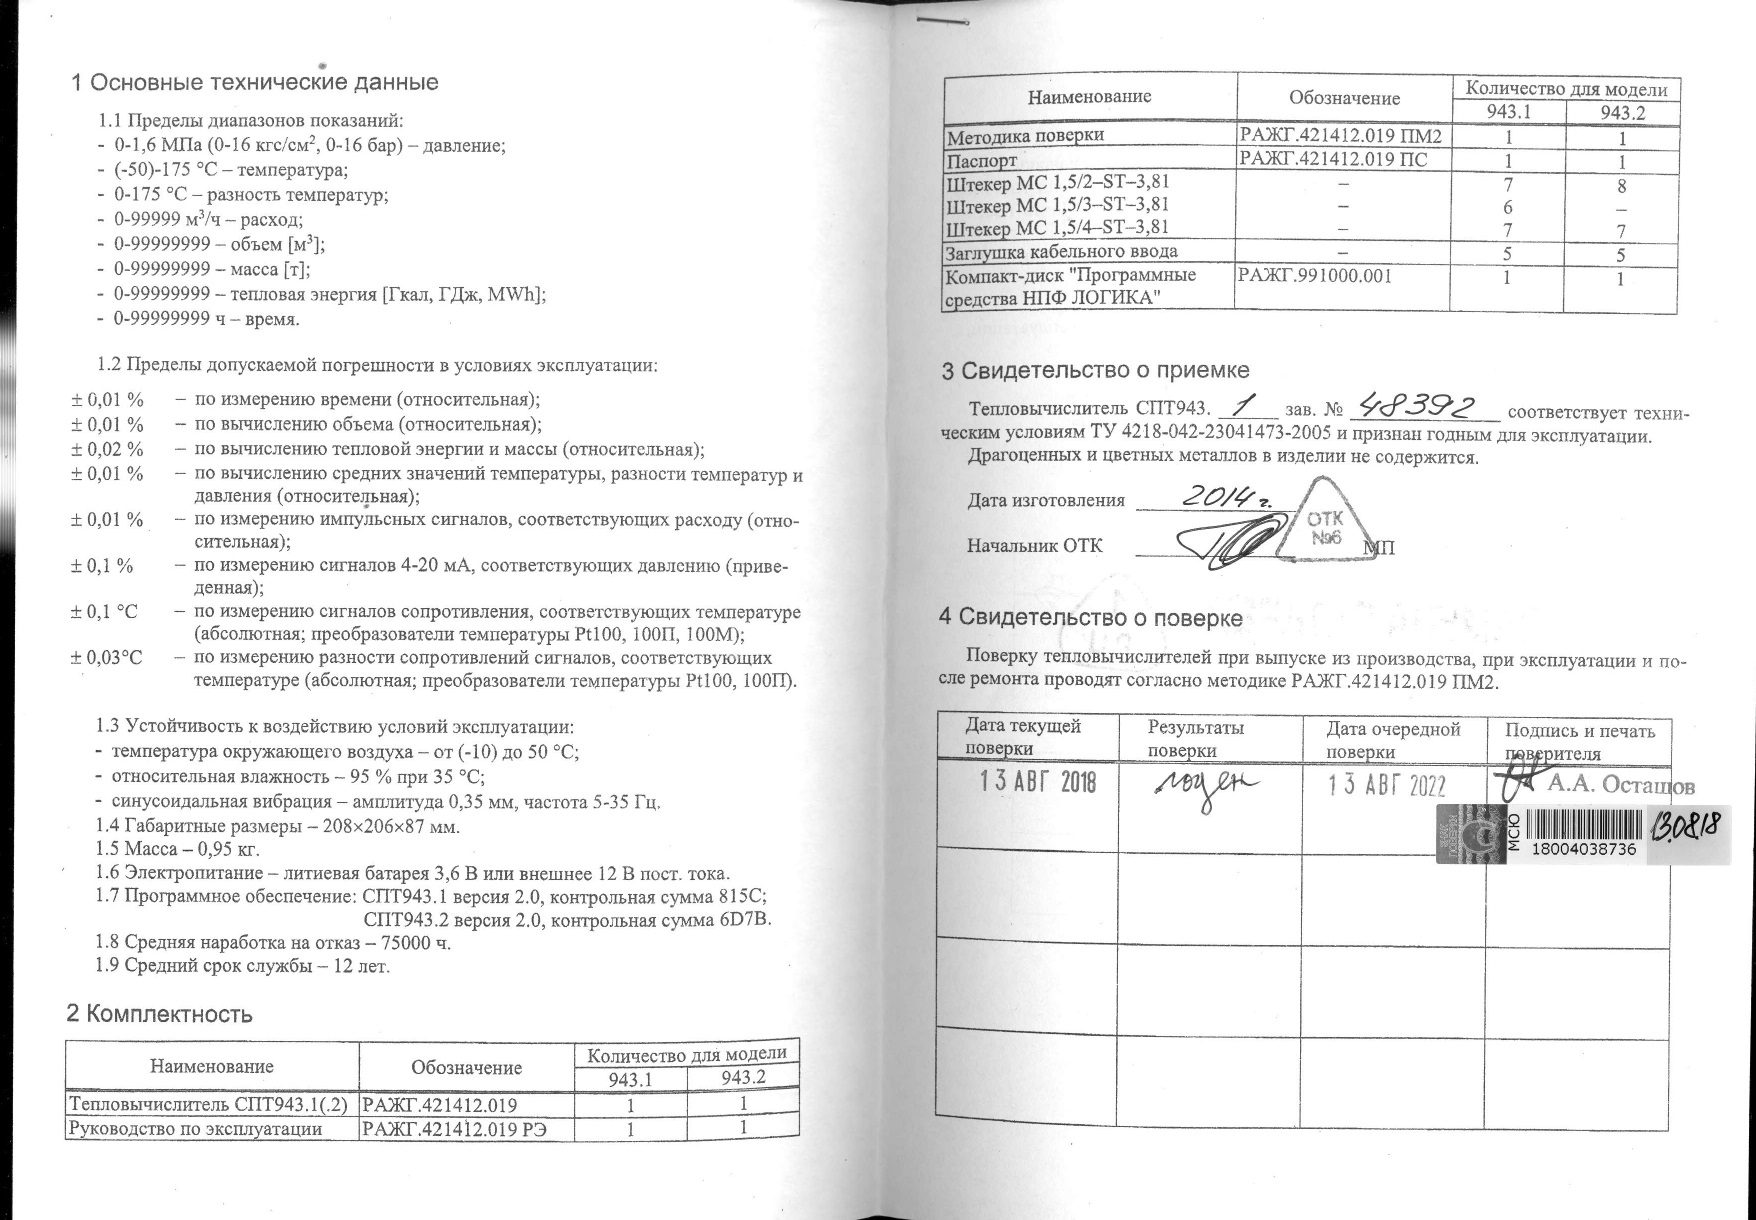 1 Основные технические данные
1.1 Пределы диапазонов показаний:
- 0-1,6 МПа (0-16 кгс/см², 0-16 бар) – давление;
- (-50)-175 °С – температура;
- 0-175 °С – разность температур;
- 0-99999 м³/ч – расход;
- 0-99999999 – объем [м³];
- 0-99999999 – масса [т];
- 0-99999999 – тепловая энергия [Гкал, ГДж, MWh];
- 0-99999999 ч – время.
1.2 Пределы допускаемой погрешности в условиях эксплуатации:
± 0,01 % – по измерению времени (относительная);
± 0,01 % – по вычислению объема (относительная);
± 0,02 % – по вычислению тепловой энергии и массы (относительная);
± 0,01 % – по вычислению средних значений температуры, разности температур и
давления (относительная);
± 0,01 % – по измерению импульсных сигналов, соответствующих расходу (отно-
сительная);
± 0,1 % – по измерению сигналов 4-20 мА, соответствующих давлению (приве-
денная);
± 0,1 °С – по измерению сигналов сопротивления, соответствующих температуре
(абсолютная; преобразователи температуры Pt100, 100П, 100М);
± 0,03°С – по измерению разности сопротивлений сигналов, соответствующих
температуре (абсолютная; преобразователи температуры Pt100, 100П).
1.3 Устойчивость к воздействию условий эксплуатации:
- температура окружающего воздуха – от (-10) до 50 °С;
- относительная влажность – 95 % при 35 °С;
- синусоидальная вибрация – амплитуда 0,35 мм, частота 5-35 Гц.
1.4 Габаритные размеры – 208×206×87 мм.
1.5 Масса – 0,95 кг.
1.6 Электропитание – литиевая батарея 3,6 В или внешнее 12 В пост. тока.
1.7 Программное обеспечение: СПТ943.1 версия 2.0, контрольная сумма 815С;
СПТ943.2 версия 2.0, контрольная сумма 6D7B.
1.8 Средняя наработка на отказ – 75000 ч.
1.9 Средний срок службы – 12 лет.
2 Комплектность
Наименование Обозначение Количество для модели
943.1 943.2
Тепловычислитель СПТ943.1(.2) РАЖГ.421412.019 1 1
Руководство по эксплуатации РАЖГ.421412.019 РЭ 1 1
Наименование Обозначение Количество для модели
943.1 943.2
Методика поверки РАЖГ.421412.019 ПМ2 1 1
Паспорт РАЖГ.421412.019 ПС 1 1
Штекер МС 1,5/2–ST–3,81 – 7 8
Штекер МС 1,5/3–ST–3,81 – 6 –
Штекер МС 1,5/4–ST–3,81 – 7 7
Заглушка кабельного ввода – 5 5
Компакт-диск "Программные РАЖГ.991000.001 1 1
средства НПФ ЛОГИКА"
3 Свидетельство о приемке
Тепловычислитель СПТ943. 1 зав. № 48392 соответствует техни-
ческим условиям ТУ 4218-042-23041473-2005 и признан годным для эксплуатации.
Драгоценных и цветных металлов в изделии не содержится.
Дата изготовления 2014 г.
ОТК
№6
Начальник ОТК МП
4 Свидетельство о поверке
Поверку тепловычислителей при выпуске из производства, при эксплуатации и по-
сле ремонта проводят согласно методике РАЖГ.421412.019 ПМ2.
Дата текущей Результаты Дата очередной Подпись и печать
поверки поверки поверки поверителя
13 АВГ 2018 годен 13 АВГ 2022 А.А. Осташов
МСЮ
18004038736
130818